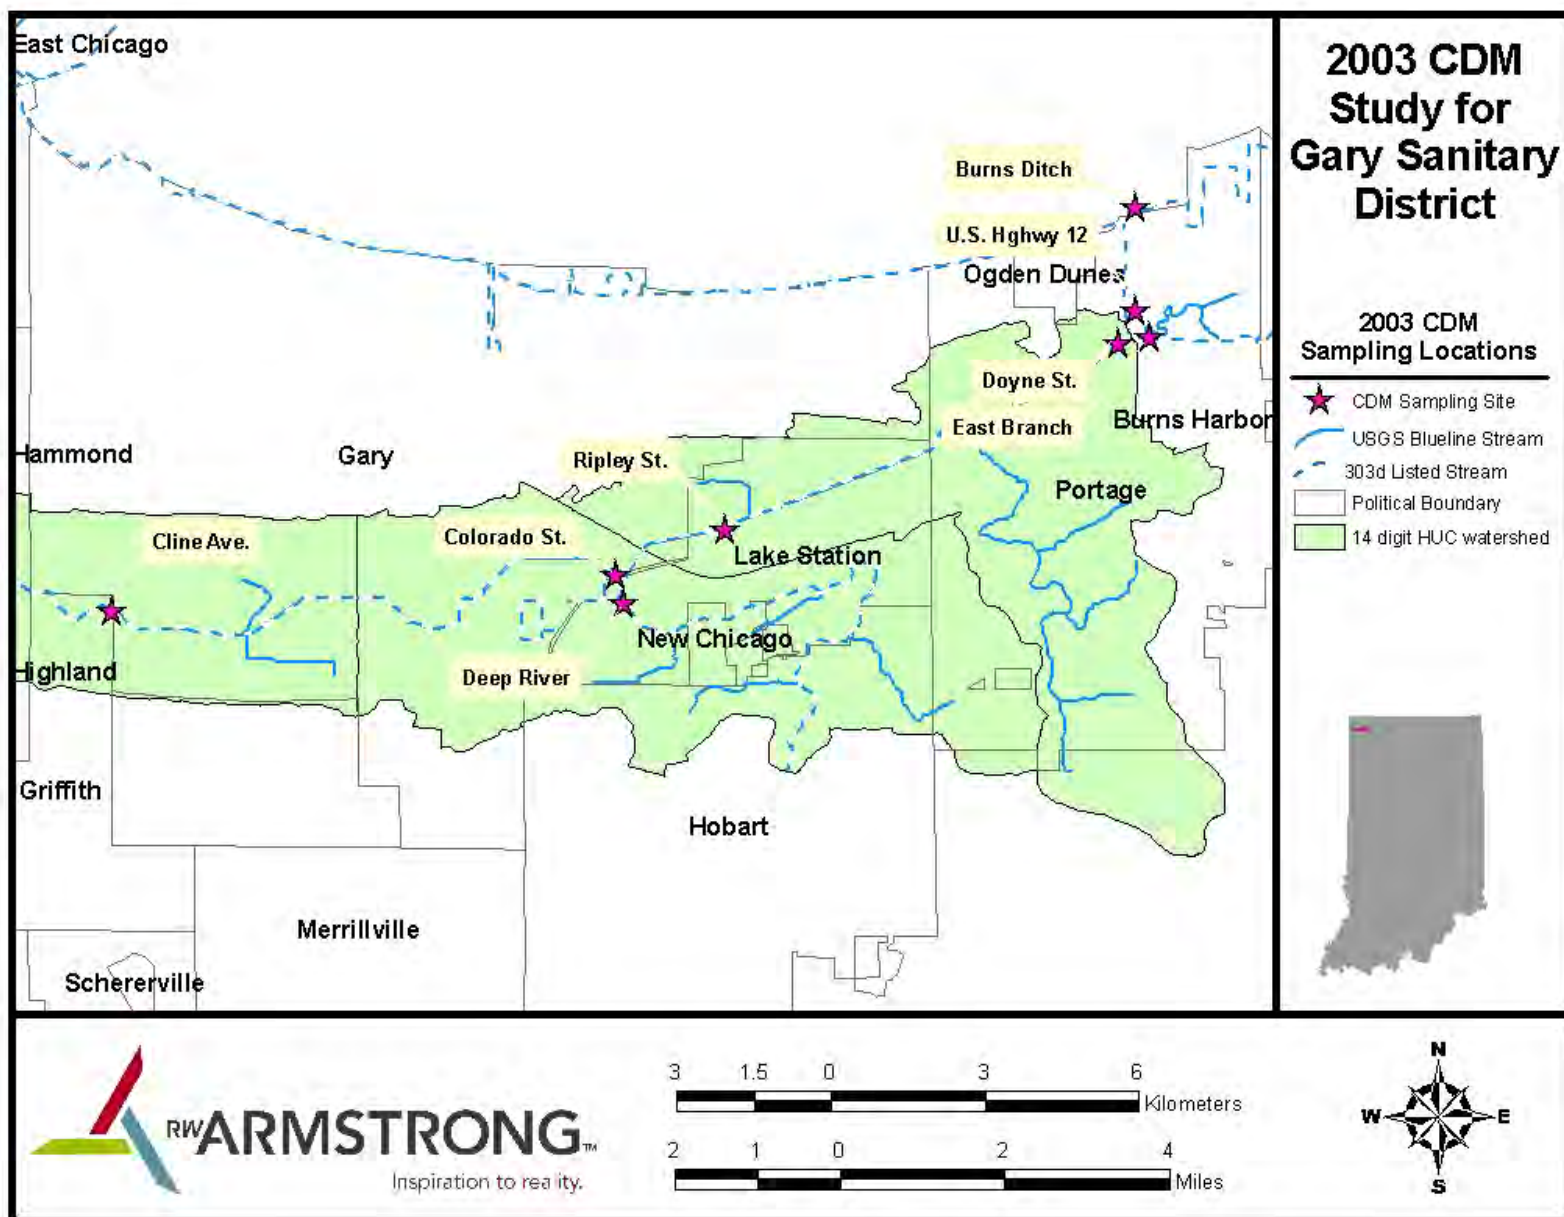 East Chicago
Burns Ditch
U.S. Hghwy 12
Ogden Dunes
Doyne St.
East Branch
Burns Harbor
Hammond
Gary
Ripley St.
Portage
Cline Ave.
Colorado St.
Lake Station
New Chicago
Highland
Deep River
Griffith
Hobart
Merrillville
Schererville
2003 CDM
Study for
Gary Sanitary
District
2003 CDM
Sampling Locations
CDM Sampling Site
USGS Blueline Stream
303d Listed Stream
Political Boundary
14 digit HUC watershed
RW ARMSTRONG™
Inspiration to reality.
3 1.5 0 3 6
Kilometers
2 1 0 2 4
Miles
N
W E
S